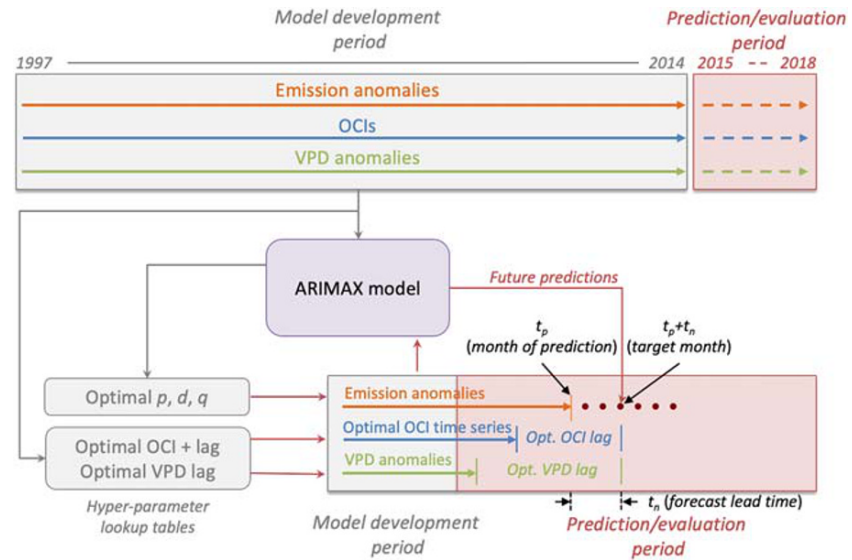 Model development
period
Prediction/evaluation
period
1997
2014
2015 -- 2018
Emission anomalies
OCIs
VPD anomalies
ARIMAX model
Future predictions
tp
(month of prediction)
tp+tn
(target month)
Optimal p, d, q
Optimal OCI + lag
Optimal VPD lag
Hyper-parameter
lookup tables
Emission anomalies
Optimal OCI time series
Opt. OCI lag
VPD anomalies
Opt. VPD lag
tn (forecast lead time)
Model development
period
Prediction/evaluation
period